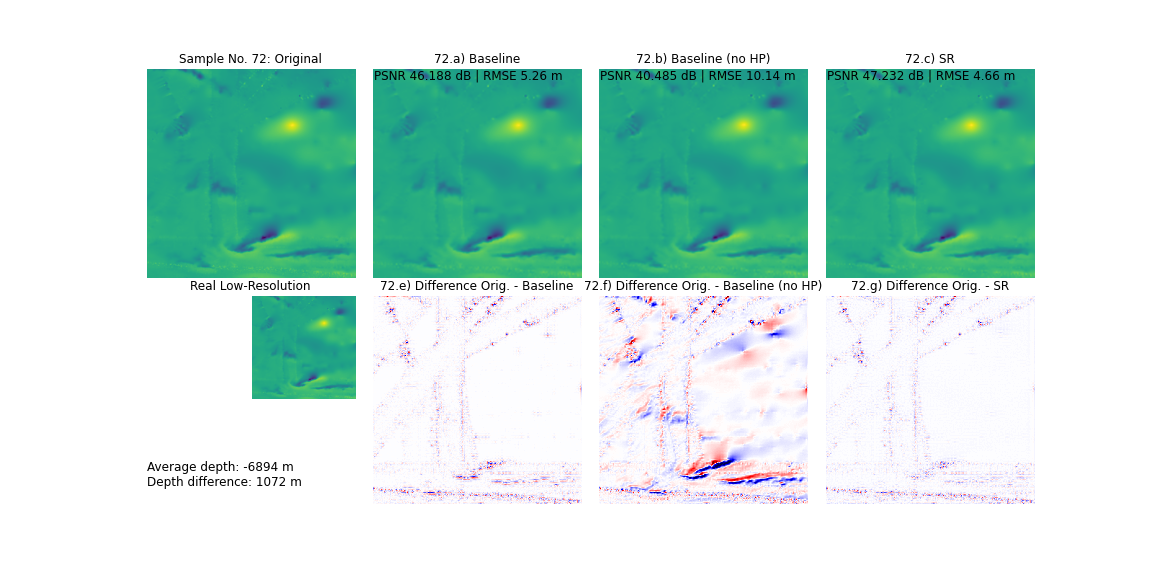 Sample No. 72: Original
72.a) Baseline
72.b) Baseline (no HP)
72.c) SR
PSNR 46.188 dB | RMSE 5.26 m
PSNR 40.485 dB | RMSE 10.14 m
PSNR 47.232 dB | RMSE 4.66 m
Real Low-Resolution
72.e) Difference Orig. - Baseline
72.f) Difference Orig. - Baseline (no HP)
72.g) Difference Orig. - SR
Average depth: -6894 m
Depth difference: 1072 m